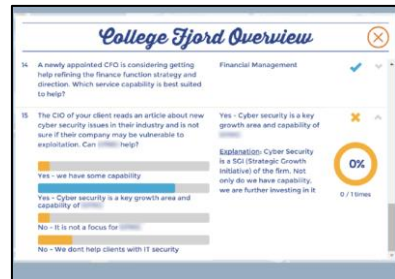 College Fjord Overview
14 A newly appointed CFO is considering getting Financial Management
help refining the finance function strategy and
direction. Which service capability is best suited
to help?
15 The CIO of your client reads an article about new Yes - Cyber security is a key
cyber security issues in their industry and is not growth area and capability of
sure if their company may be vulnerable to
exploitation. Can help?
Explanation: Cyber Security
is a SGI (Strategic Growth
Initiative) of the firm. Not
only do we have capability,
we are further investing in it
0%
0 / 1 times
Yes - we have some capability
Yes - Cyber security is a key growth area and
capability of
No - It is not a focus for
No - We dont help clients with IT security